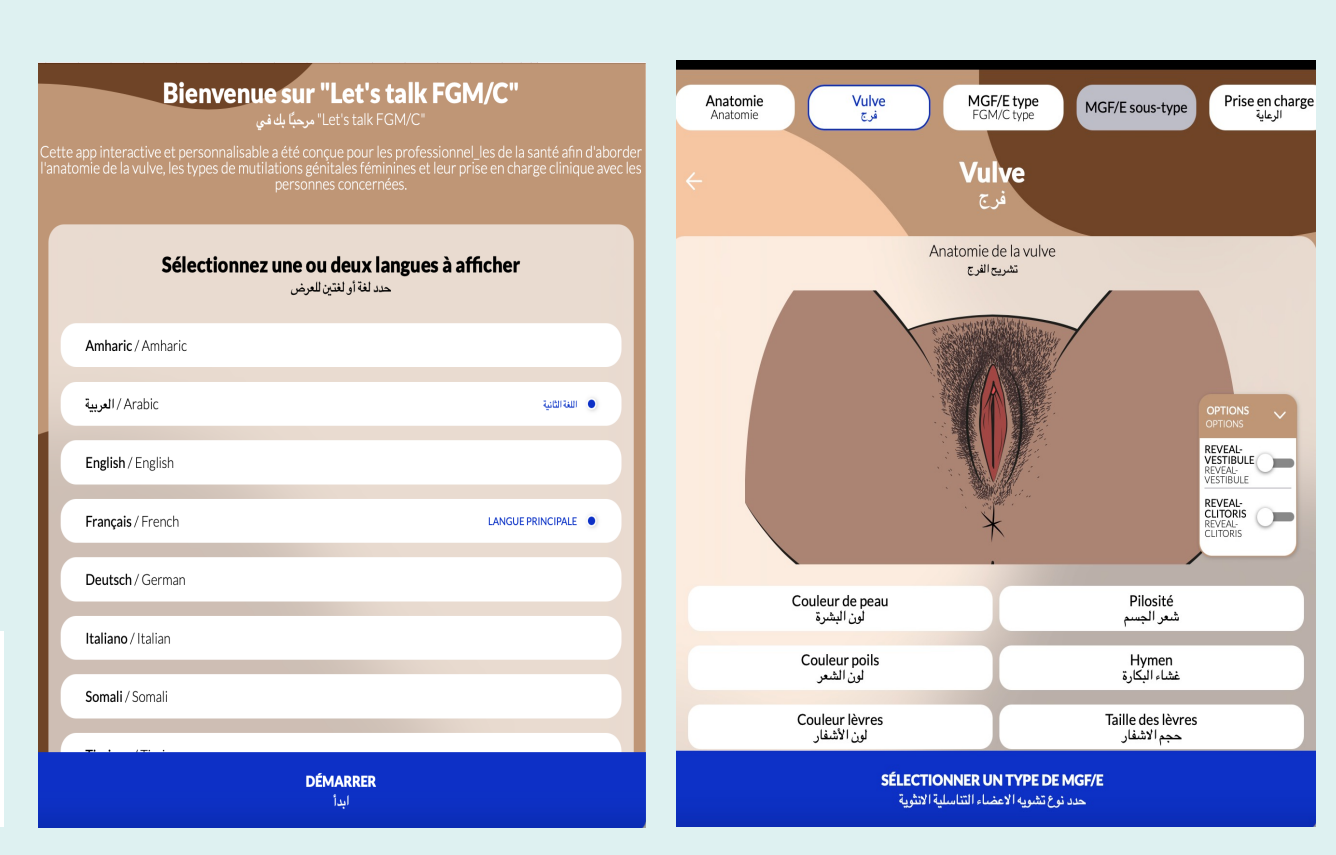 Bienvenue sur "Let's talk FGM/C"
مرحبًا بك في "Let's talk FGM/C"
Cette app interactive et personnalisable a été conçue pour les professionnel_les de la santé afin d'aborder
l'anatomie de la vulve, les types de mutilations génitales féminines et leur prise en charge clinique avec les
personnes concernées.
Sélectionnez une ou deux langues à afficher
حدد لغة أو لغتين للعرض
Amharic / Amharic
العربية / Arabic
اللغة الثانية
English / English
Français / French
LANGUE PRINCIPALE
Deutsch / German
Italiano / Italian
Somali / Somali
DÉMARRER
ابدأ
Anatomie
Anatomie
Vulve
فرج
MGF/E type
FGM/C type
MGF/E sous-type
Prise en charge
الرعاية
Vulve
فرج
Anatomie de la vulve
تشريح الفرج
OPTIONS
OPTIONS
REVEAL-
VESTIBULE
REVEAL-
VESTIBULE
REVEAL-
CLITORIS
REVEAL-
CLITORIS
Couleur de peau
لون البشرة
Pilosité
شعر الجسم
Couleur poils
لون الشعر
Hymen
غشاء البكارة
Couleur lèvres
لون الأشفار
Taille des lèvres
حجم الاشفار
SÉLECTIONNER UN TYPE DE MGF/E
حدد نوع تشويه الاعضاء التناسلية الانثوية